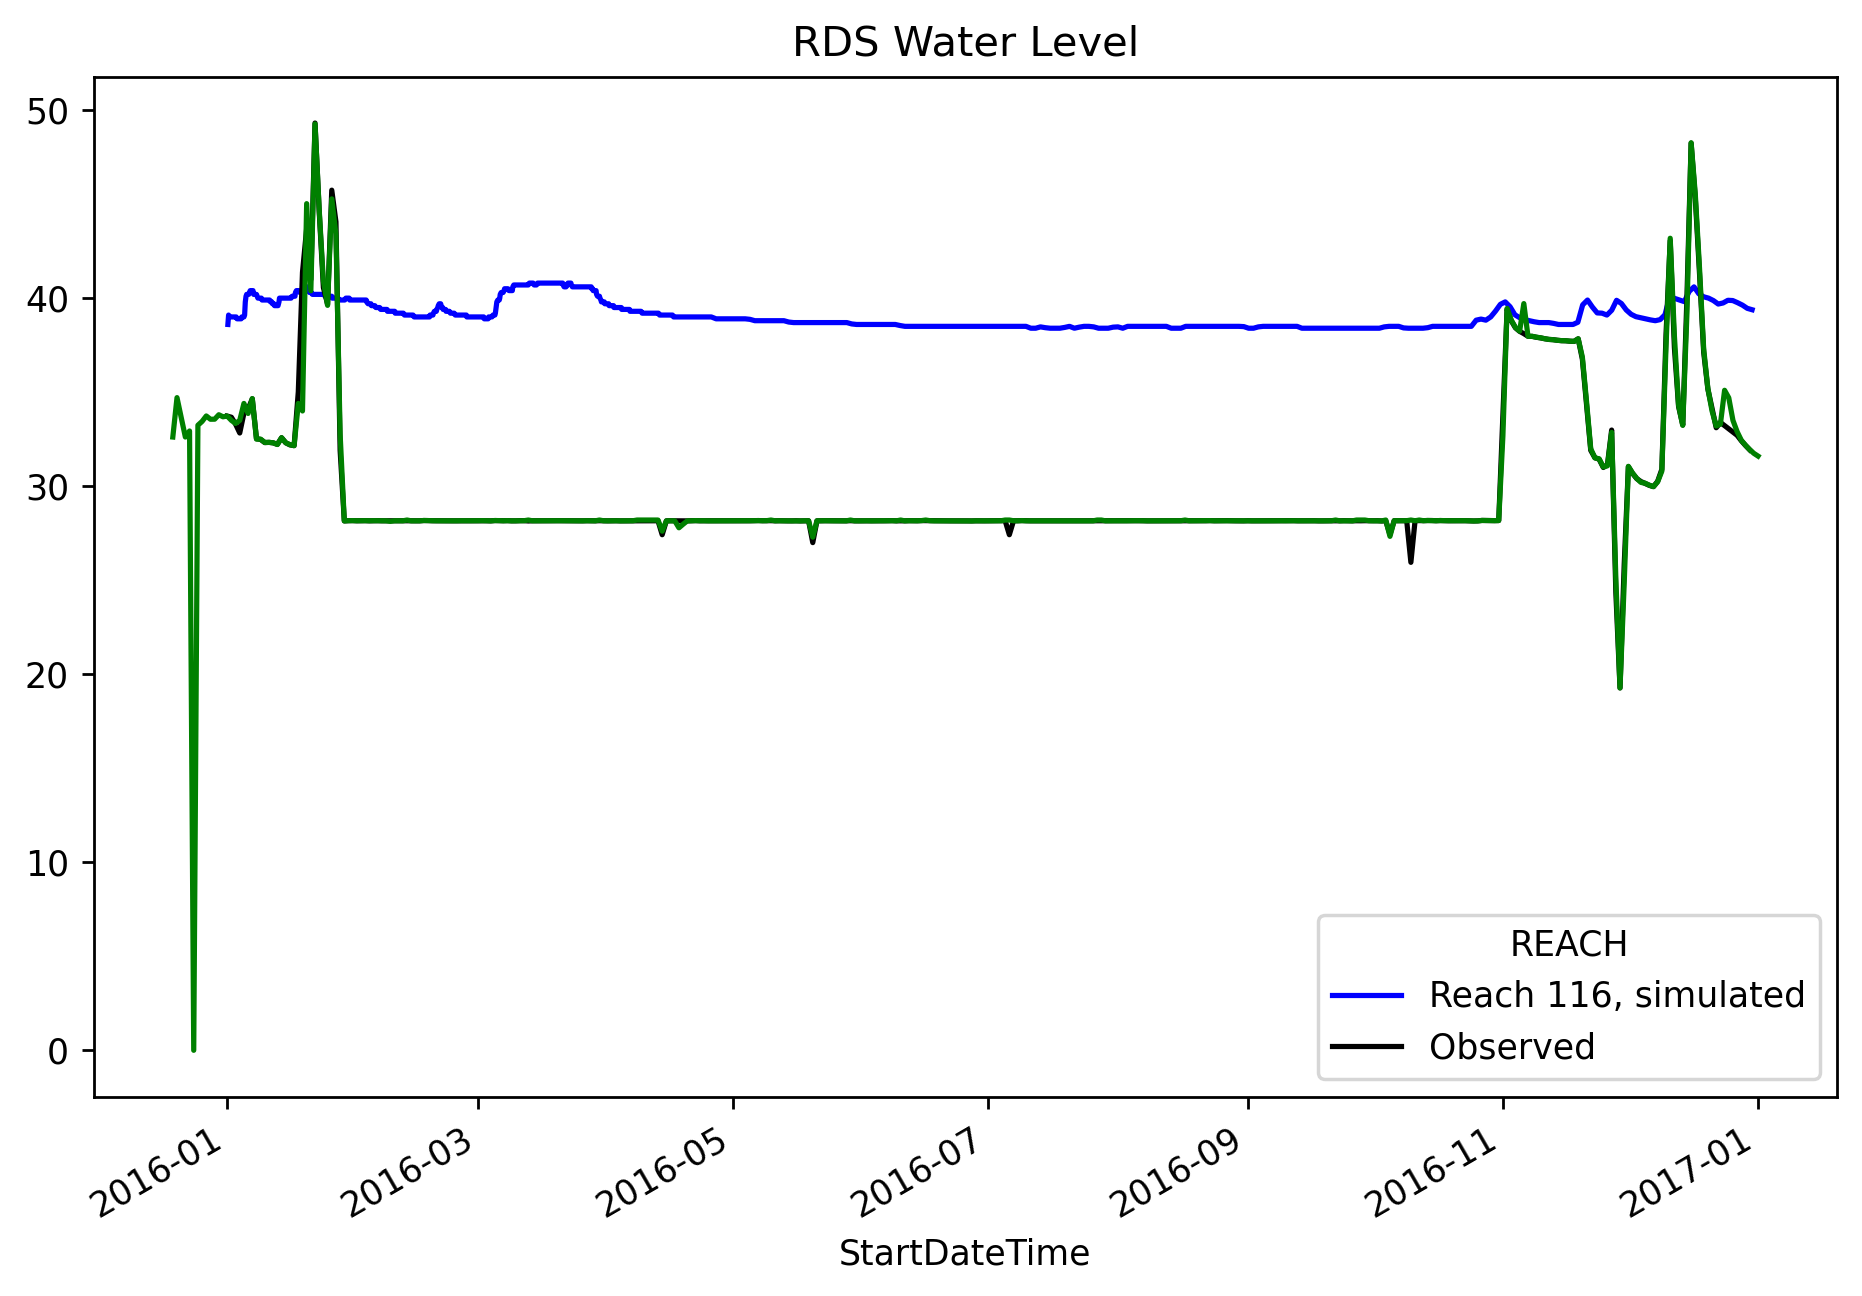 RDS Water Level
50
40
30
20
10
0
REACH
Reach 116, simulated
Observed
2016-01
2016-03
2016-05
2016-07
2016-09
2016-11
2017-01
StartDateTime